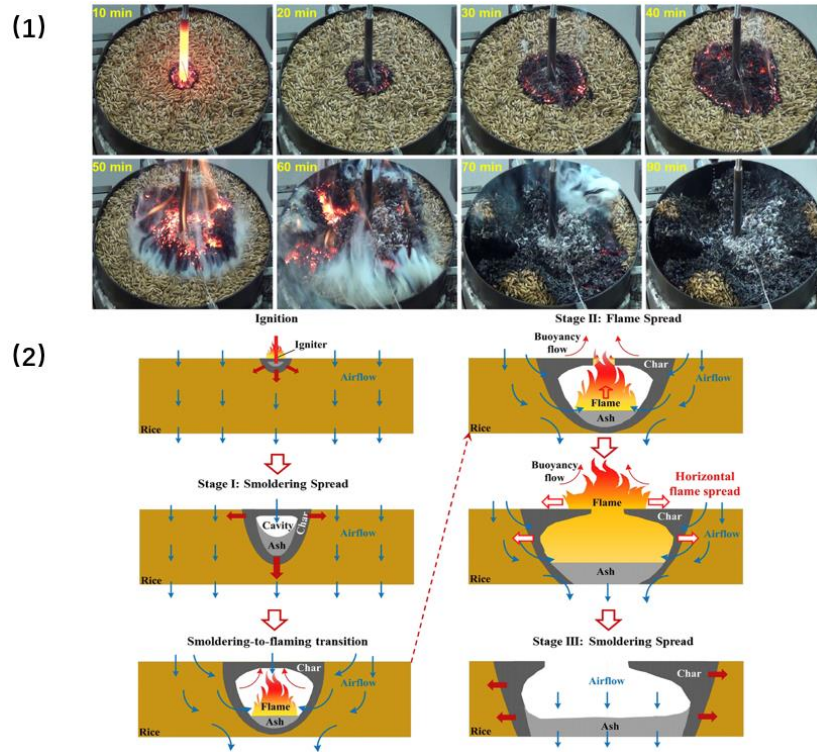 (1)
10 min
20 min
30 min
40 min
50 min
60 min
70 min
90 min
(2)
Ignition
Igniter
Airflow
Rice
Stage I: Smoldering Spread
Cavity
Char
Ash
Airflow
Rice
Smoldering-to-flaming transition
Char
Airflow
Flame
Ash
Rice
Stage II: Flame Spread
Buoyancy
flow
Char
Airflow
Flame
Ash
Rice
Buoyancy
flow
Flame
Horizontal
flame spread
Char
Airflow
Ash
Rice
Stage III: Smoldering Spread
Char
Airflow
Ash
Rice